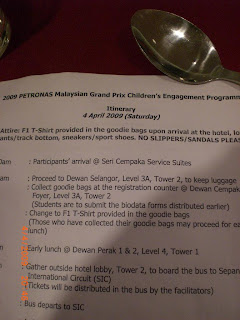 2009 PETRONAS Malaysian Grand Prix Children's Engagement Programm
Itinerary
4 April 2009 (Saturday)
Attire: F1 T-Shirt provided in the goodie bags upon arrival at the hotel, lo
ants/track bottom, sneakers/sport shoes. NO SLIPPERS/SANDALS PLEAS
0am : Participants' arrival @ Seri Cempaka Service Suites
am : Proceed to Dewan Selangor, Level 3A, Tower 2, to keep luggage
: Collect goodie bags at the registration counter @ Dewan Cempak
Foyer, Level 3A, Tower 2
(Students are to submit the biodata forms distributed earlier)
: Change to F1 T-Shirt provided in the goodie bags
(Those who have collected their goodie bags may proceed for ea
lunch)
: Early lunch @ Dewan Perak 1 & 2, Level 4, Tower 1
: Gather outside hotel lobby, Tower 2, to board the bus to Sepan
International Circuit (SIC)
(Tickets will be distributed in the bus by the facilitators)
: Bus departs to SIC